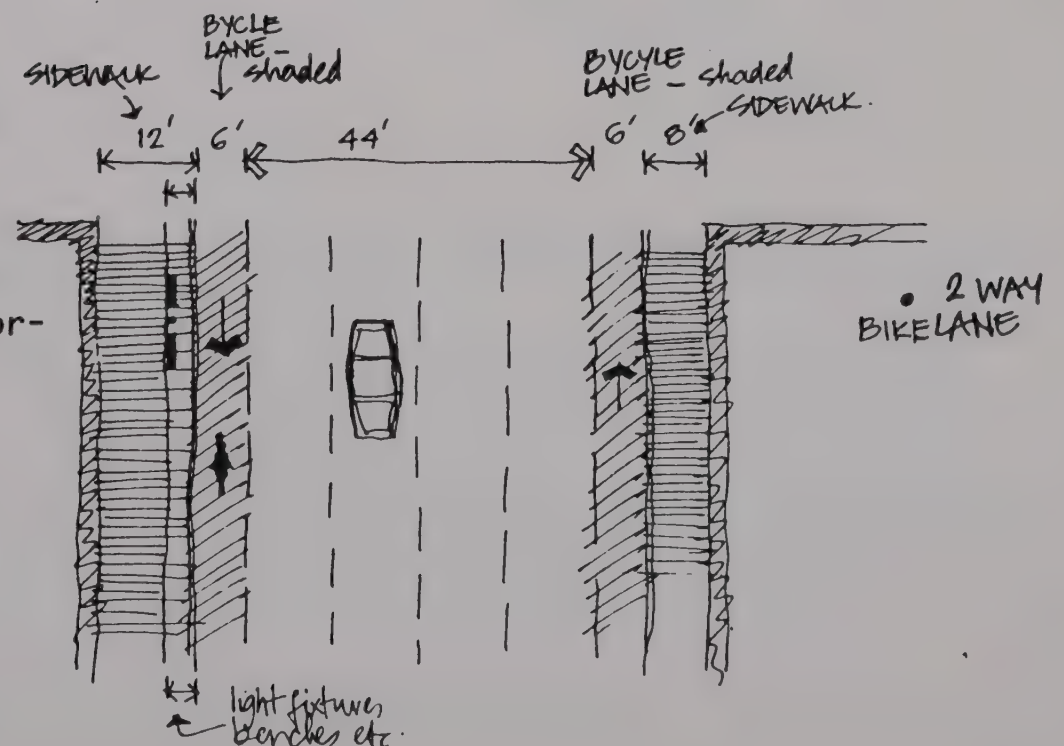 BYCLE
LANE -
shaded
SIDEWALK
BYCYLE
LANE - shaded
SIDEWALK.
12' 6' 44' 6' 8'
or-
• 2 WAY
BIKELANE
light fixtures
benches etc.